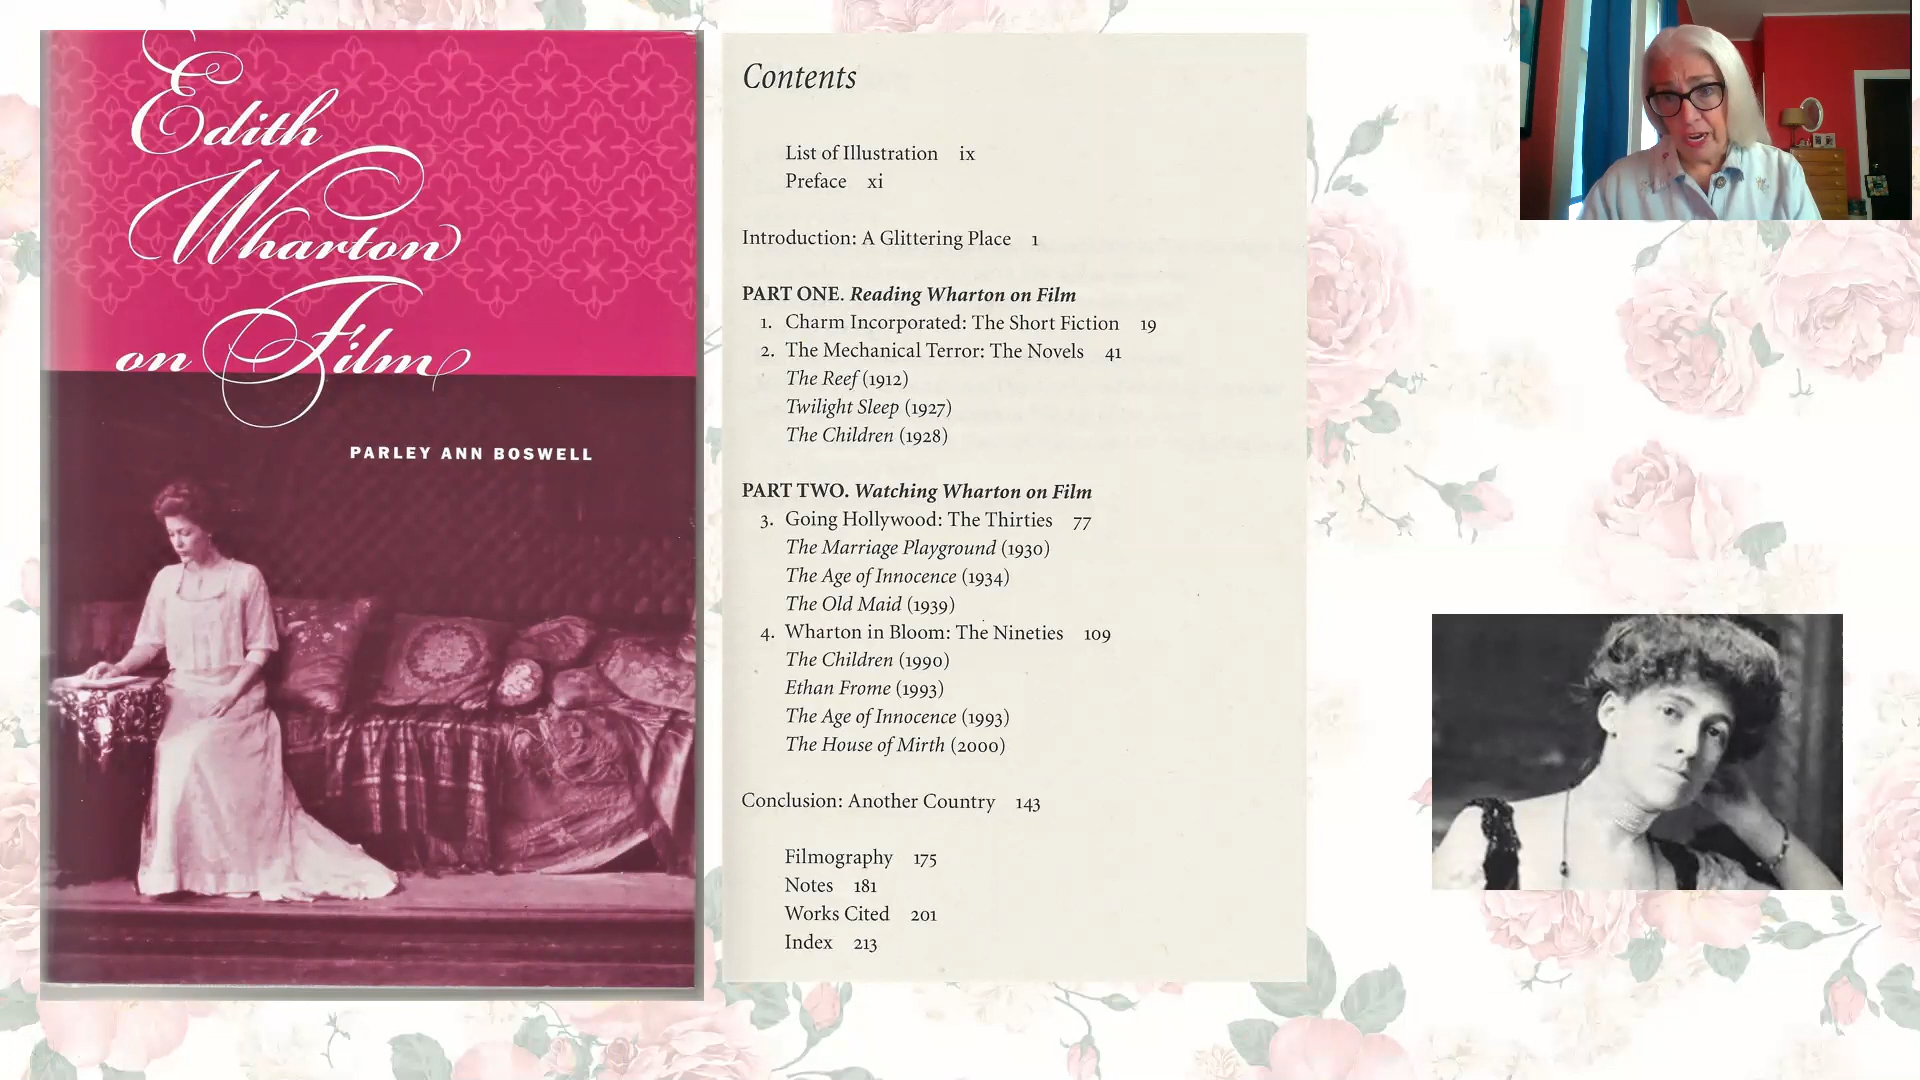 Edith
Wharton
on Film
PARLEY ANN BOSWELL
Contents
List of Illustration ix
Preface xi
Introduction: A Glittering Place 1
PART ONE. Reading Wharton on Film
1. Charm Incorporated: The Short Fiction 19
2. The Mechanical Terror: The Novels 41
The Reef (1912)
Twilight Sleep (1927)
The Children (1928)
PART TWO. Watching Wharton on Film
3. Going Hollywood: The Thirties 77
The Marriage Playground (1930)
The Age of Innocence (1934)
The Old Maid (1939)
4. Wharton in Bloom: The Nineties 109
The Children (1990)
Ethan Frome (1993)
The Age of Innocence (1993)
The House of Mirth (2000)
Conclusion: Another Country 143
Filmography 175
Notes 181
Works Cited 201
Index 213